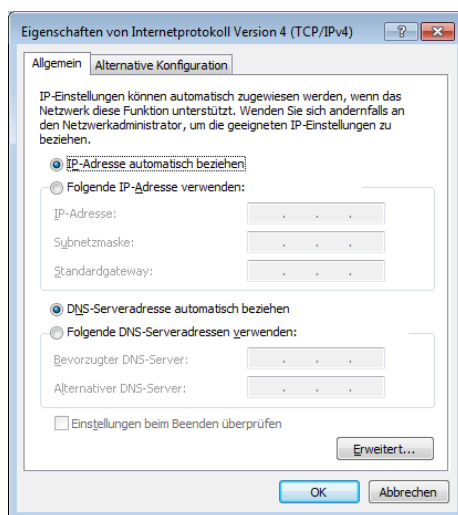 Eigenschaften von Internetprotokoll Version 4 (TCP/IPv4)
Allgemein
Alternative Konfiguration
IP-Einstellungen können automatisch zugewiesen werden, wenn das
Netzwerk diese Funktion unterstützt. Wenden Sie sich andernfalls an
den Netzwerkadministrator, um die geeigneten IP-Einstellungen zu
beziehen.
IP-Adresse automatisch beziehen
Folgende IP-Adresse verwenden:
IP-Adresse:
Subnetzmaske:
Standardgateway:
DNS-Serveradresse automatisch beziehen
Folgende DNS-Serveradressen verwenden:
Bevorzugter DNS-Server:
Alternativer DNS-Server:
Einstellungen beim Beenden überprüfen
Erweitert...
OK
Abbrechen